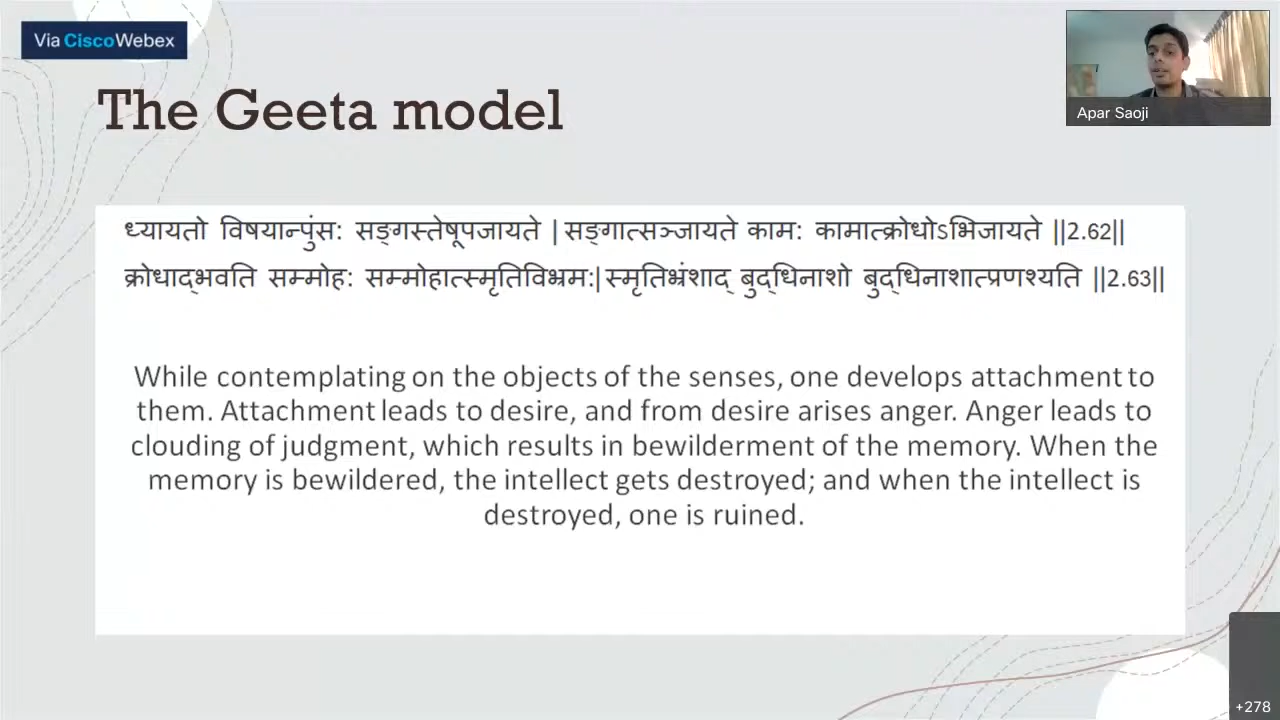 Via CiscoWebex
The Geeta model
Apar Saoji
ध्यायतो विषयान्पुंसः सङ्गस्तेषूपजायते | सङ्गात्सञ्जायते कामः कामात्क्रोधोऽभिजायते ||2.62||
क्रोधाद्भवति सम्मोहः सम्मोहात्स्मृतिविभ्रमः| स्मृतिभ्रंशाद् बुद्धिनाशो बुद्धिनाशात्प्रणश्यति ||2.63||
While contemplating on the objects of the senses, one develops attachment to
them. Attachment leads to desire, and from desire arises anger. Anger leads to
clouding of judgment, which results in bewilderment of the memory. When the
memory is bewildered, the intellect gets destroyed; and when the intellect is
destroyed, one is ruined.
+278